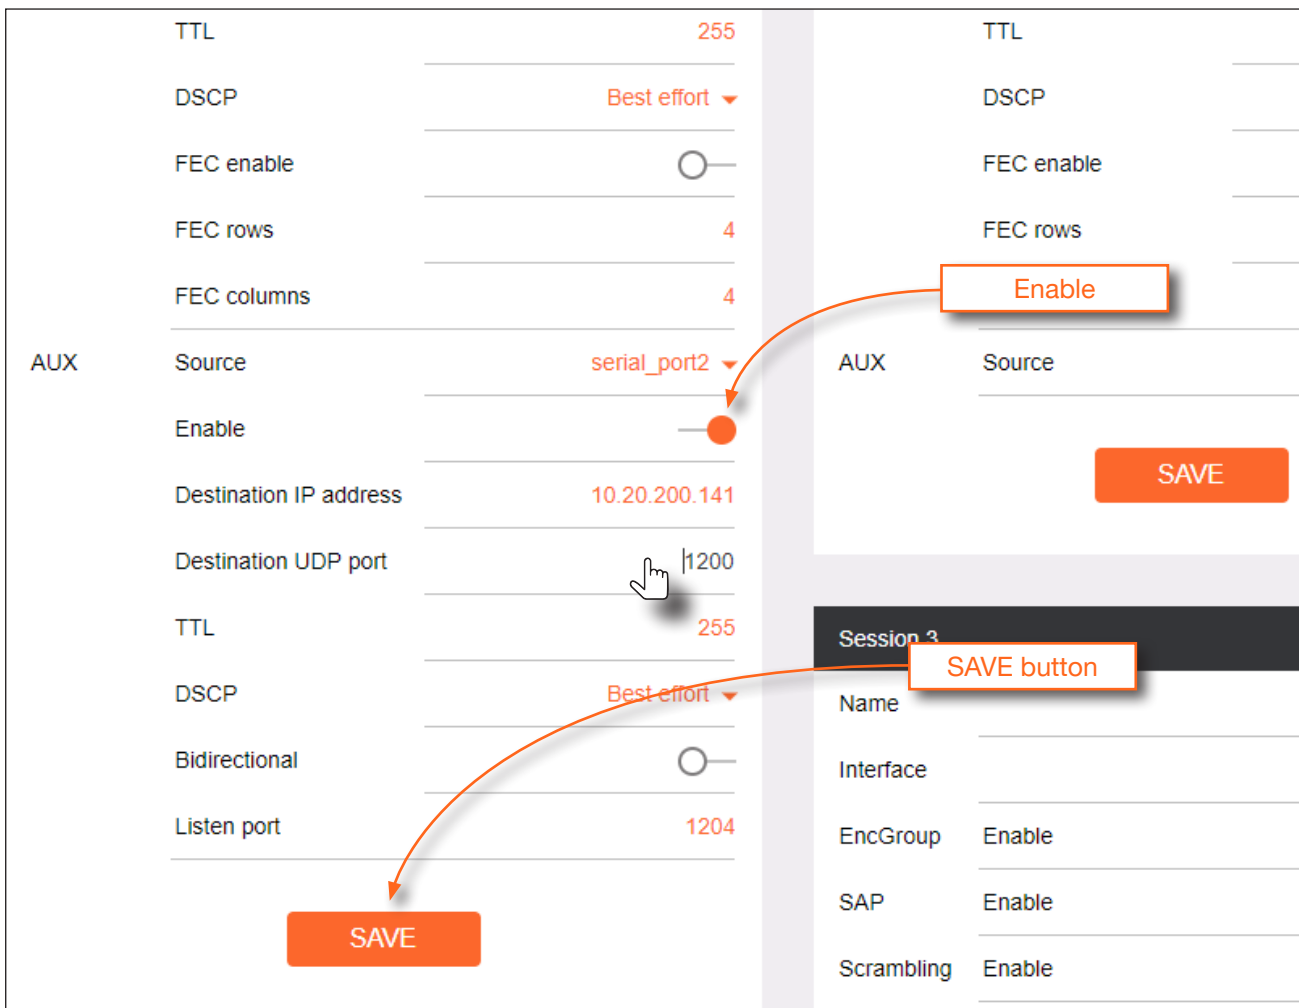 TTL 255
DSCP Best effort
FEC enable
FEC rows 4
FEC columns 4
AUX Source serial_port2
Enable
Destination IP address 10.20.200.141
Destination UDP port 1200
TTL 255
DSCP Best effort
Bidirectional
Listen port 1204
SAVE
TTL
DSCP
FEC enable
FEC rows
Enable
AUX Source
SAVE
Session 3
SAVE button
Name
Interface
EncGroup Enable
SAP Enable
Scrambling Enable